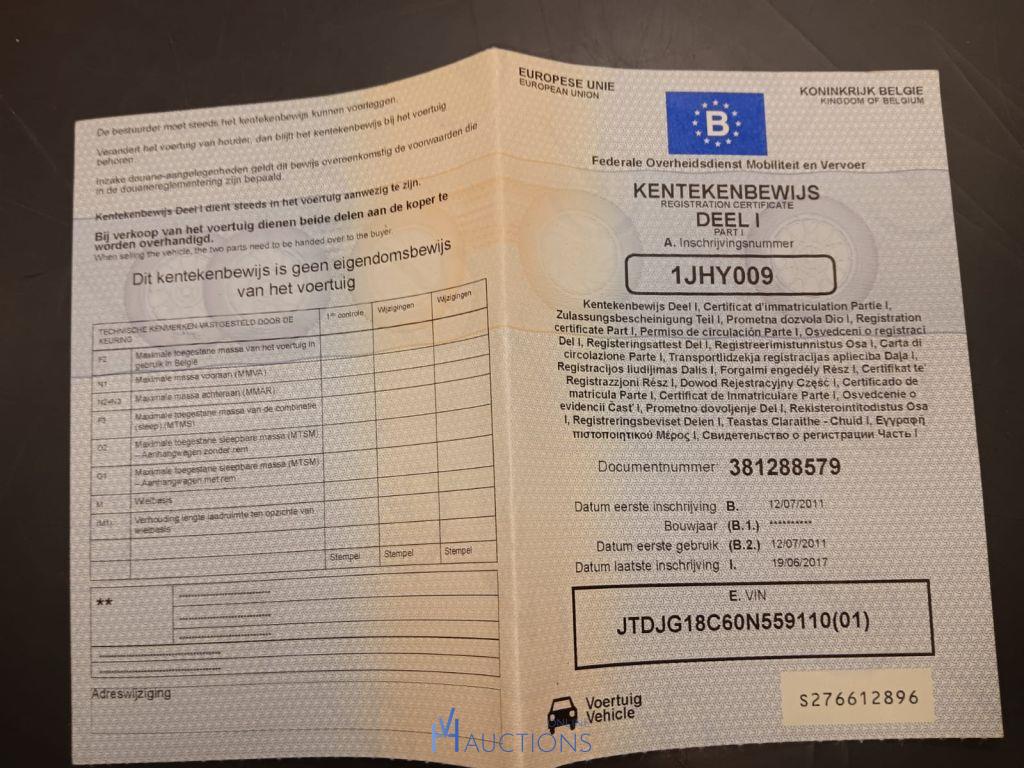 De bestuurder moet steeds het kentekenbewijs kunnen voorleggen.
Verandert het voertuig van houder, dan blijft het kentekenbewijs bij het voertuig
behoren.
Inzake douane-aangelegenheden geldt dit bewijs overeenkomstig de voorwaarden die
in de douanereglementering zijn bepaald.
Kentekenbewijs Deel I dient steeds in het voertuig aanwezig te zijn.
Bij verkoop van het voertuig dienen beide delen aan de koper te
worden overhandigd.
When selling the vehicle, the two parts need to be handed over to the buyer.
Dit kentekenbewijs is geen eigendomsbewijs
van het voertuig
TECHNISCHE KENMERKEN VASTGESTELD DOOR DE
KEURING
1ste controle
Wijzigingen
Wijzigingen
F2 Maximale toegestane massa van het voertuig in
gebruik in België
N1 Maximale massa vooraan (MMVA)
N2-N3 Maximale massa achteraan (MMAR)
F3 Maximale toegestane massa van de combinatie
(sleep) (MTMS)
O2 Maximale toegestane sleepbare massa (MTSM)
– Aanhangwagen zonder rem
O1 Maximale toegestane sleepbare massa (MTSM)
– Aanhangwagen met rem
M Wielbasis
(M1) Verhouding lengte laadruimte ten opzichte van
wielbasis
Stempel Stempel Stempel
**
Adreswijziging
EUROPESE UNIE
EUROPEAN UNION
KONINKRIJK BELGIE
KINGDOM OF BELGIUM
B
Federale Overheidsdienst Mobiliteit en Vervoer
KENTEKENBEWIJS
REGISTRATION CERTIFICATE
DEEL I
PART I
A. Inschrijvingsnummer
1JHY009
Kentekenbewijs Deel I, Certificat d'immatriculation Partie I,
Zulassungsbescheinigung Teil I, Prometna dozvola Dio I, Registration
certificate Part I, Permiso de circulación Parte I, Osvedceni o registraci
Del I, Registreringsattest Del I, Registreerimistunnistus Osa I, Carta di
circolazione Parte I, Transportlidzekja registracijas aplieciba Daļa I,
Registracijos liudijimas Dalis I, Forgalmi engedély Rész I, Certifikat te
Registrazzjoni Rész I, Dowod Rejestracyjny Część I, Certificado de
matricula Parte I, Certificat de Inmatriculare Parte I, Osvedcenie o
evidencii Časť I, Prometno dovoljenje Del I, Rekisterointitodistus Osa
I, Registreringsbeviset Delen I, Teastas Claraithe - Chuid I, Εγγραφή
πιστοποιητικού Μέρος I, Свидетельство о регистрации Часть I
Documentnummer 381288579
Datum eerste inschrijving B. 12/07/2011
Bouwjaar (B.1.) **********
Datum eerste gebruik (B.2.) 12/07/2011
Datum laatste inschrijving I. 19/06/2017
E. VIN
JTDJG18C60N559110(01)
Voertuig
Vehicle
S276612896
V4 ONLINE
AUCTIONS